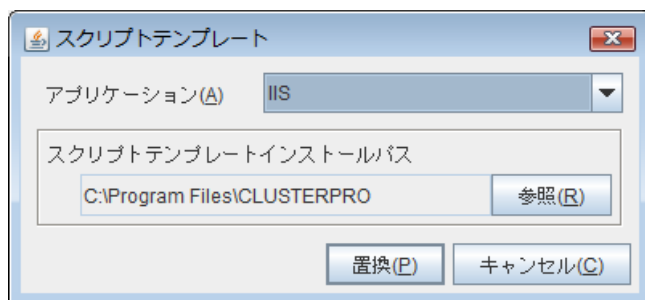 スクリプトテンプレート
アプリケーション(A) IIS
スクリプトテンプレートインストールパス
C:\Program Files\CLUSTERPRO 参照(R)
置換(P) キャンセル(C)